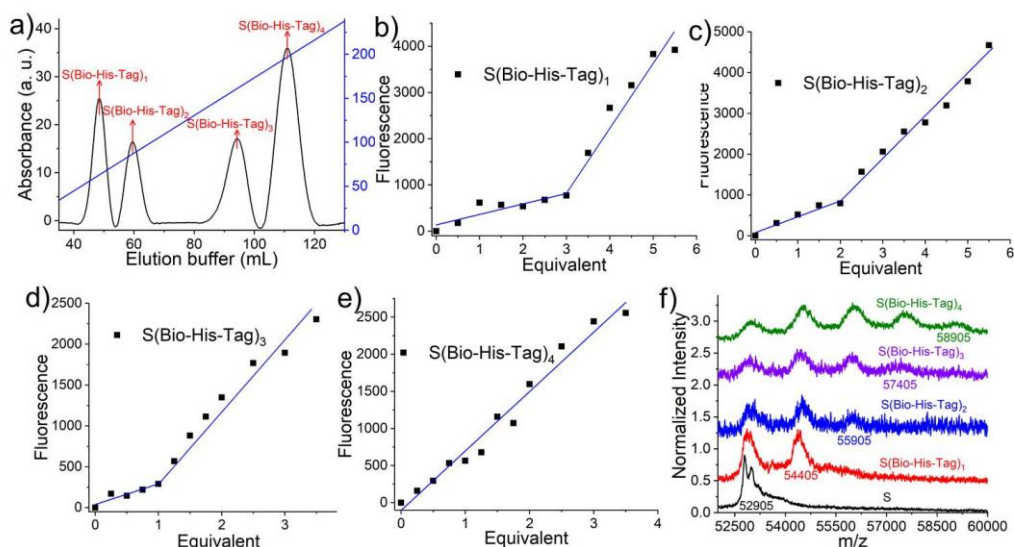 a)
S(Bio-His-Tag)4
S(Bio-His-Tag)1
S(Bio-His-Tag)2
S(Bio-His-Tag)3
Absorbance (a. u.)
40
30
20
10
0
200
150
100
50
0
40 60 80 100 120
Elution buffer (mL)
b)
S(Bio-His-Tag)1
Fluorescence
4000
3000
2000
1000
0
0 1 2 3 4 5 6
Equivalent
c)
S(Bio-His-Tag)2
Fluorescence
5000
4000
3000
2000
1000
0
0 1 2 3 4 5 6
Equivalent
d)
S(Bio-His-Tag)3
Fluorescence
2500
2000
1500
1000
500
0
0 1 2 3
Equivalent
e)
S(Bio-His-Tag)4
Fluorescence
2500
2000
1500
1000
500
0
0 1 2 3 4
Equivalent
f)
S(Bio-His-Tag)4
58905
S(Bio-His-Tag)3
57405
S(Bio-His-Tag)2
55905
S(Bio-His-Tag)1
54405
S
52905
Normalized Intensity
3.0
2.5
2.0
1.5
1.0
0.5
0.0
52500 54000 55500 57000 58500 60000
m/z